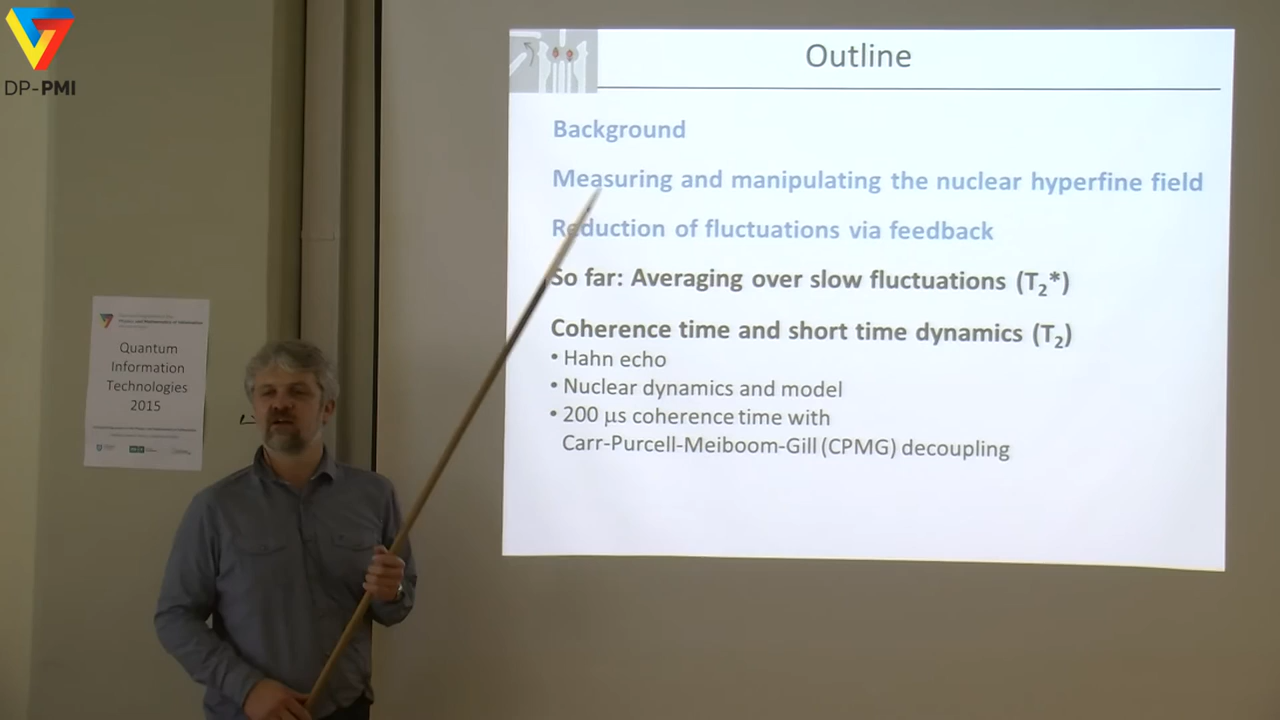 DP-PMI
Outline
Background
Measuring and manipulating the nuclear hyperfine field
Reduction of fluctuations via feedback
So far: Averaging over slow fluctuations (T₂*)
Coherence time and short time dynamics (T₂)
• Hahn echo
• Nuclear dynamics and model
• 200 μs coherence time with
Carr-Purcell-Meiboom-Gill (CPMG) decoupling
Quantum
Information
Technologies
2015